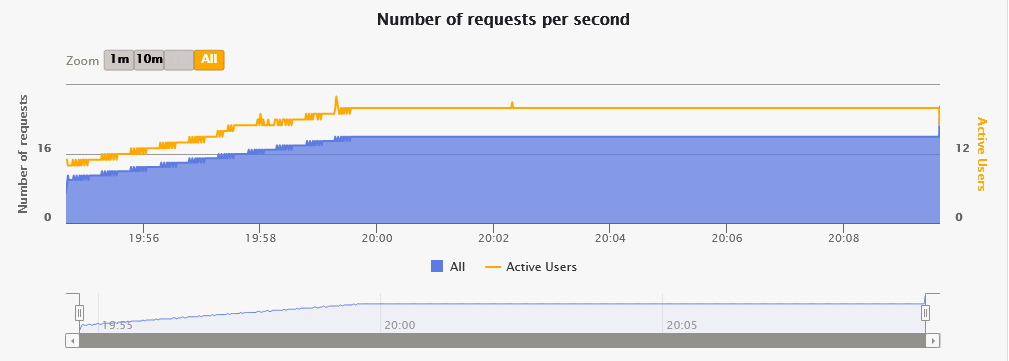 Number of requests per second
Zoom 1m 10m All
Number of requests
16
0
Active Users
12
0
19:56 19:58 20:00 20:02 20:04 20:06 20:08
All Active Users
19:55 20:00 20:05